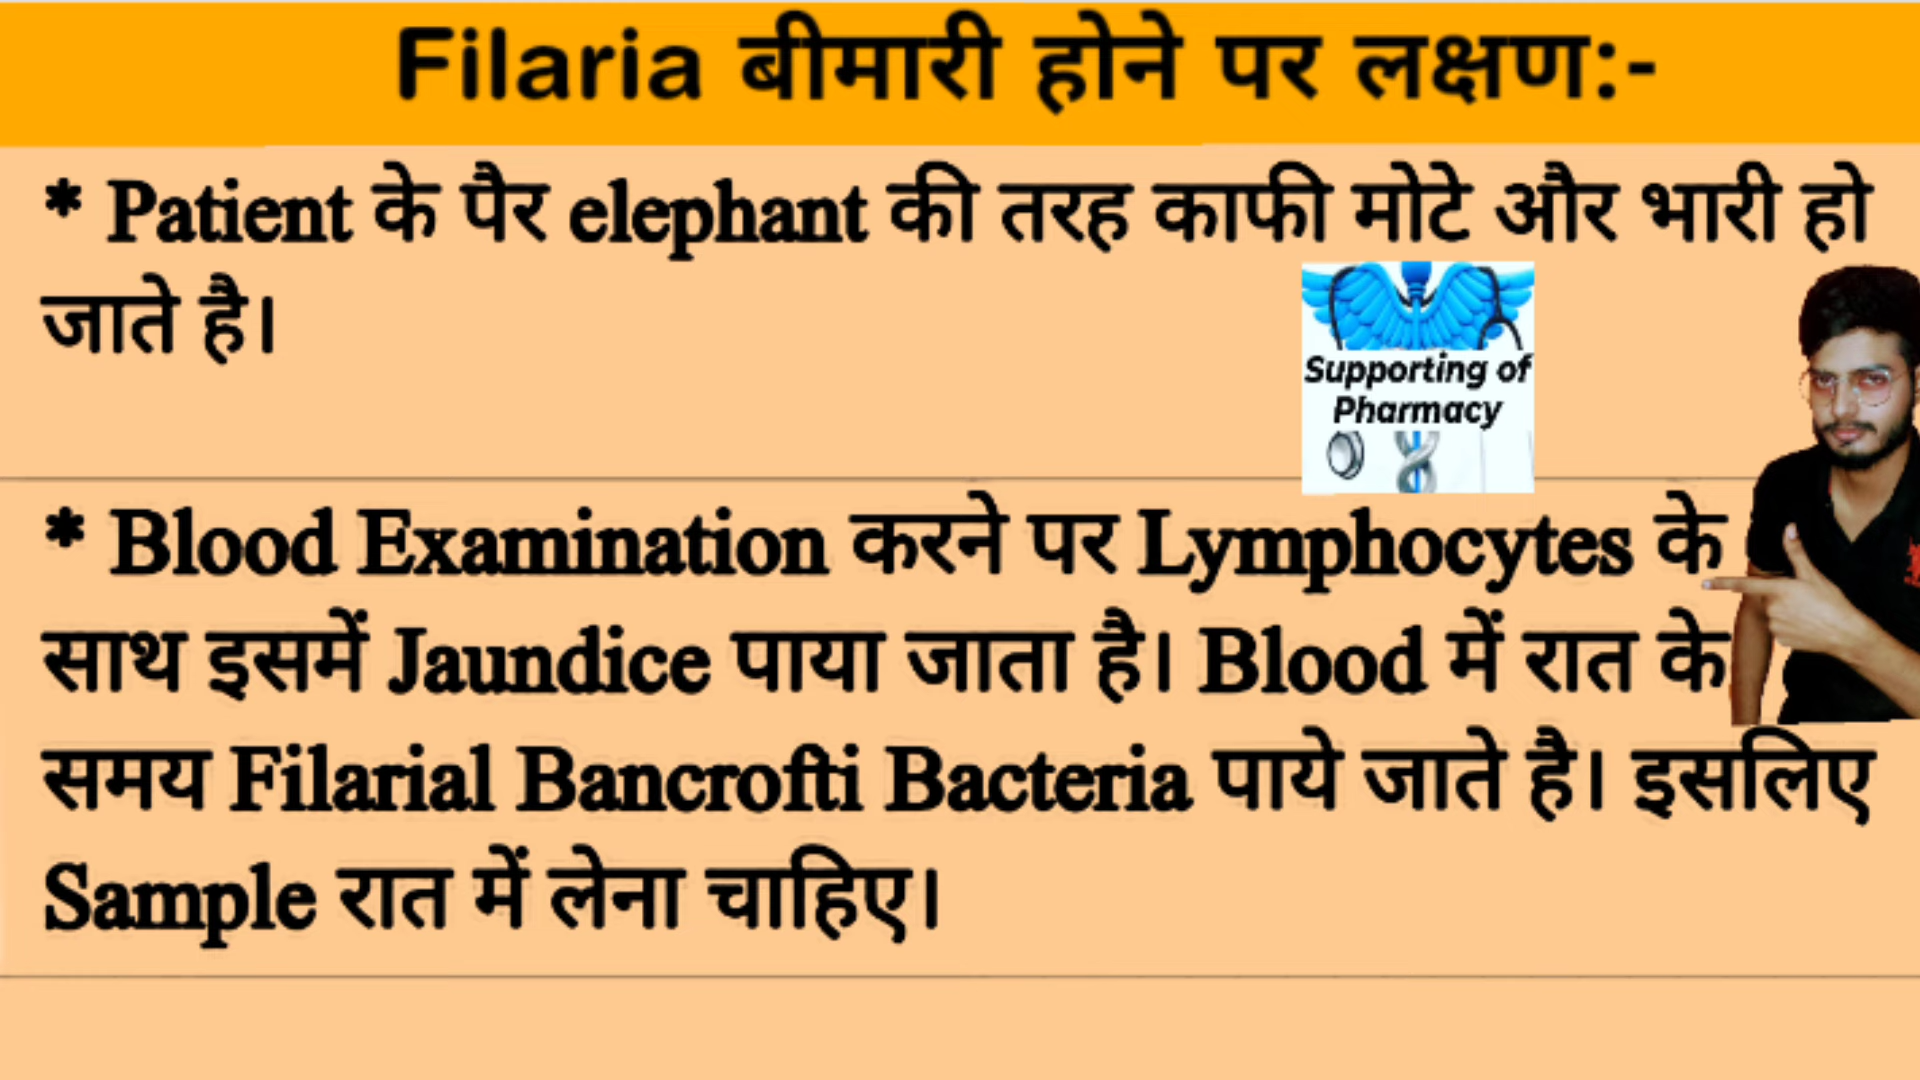 Filaria बीमारी होने पर लक्षण:-
* Patient के पैर elephant की तरह काफी मोटे और भारी हो
जाते है।
Supporting of
Pharmacy
* Blood Examination करने पर Lymphocytes के
साथ इसमें Jaundice पाया जाता है। Blood में रात के
समय Filarial Bancrofti Bacteria पाये जाते है। इसलिए
Sample रात में लेना चाहिए।